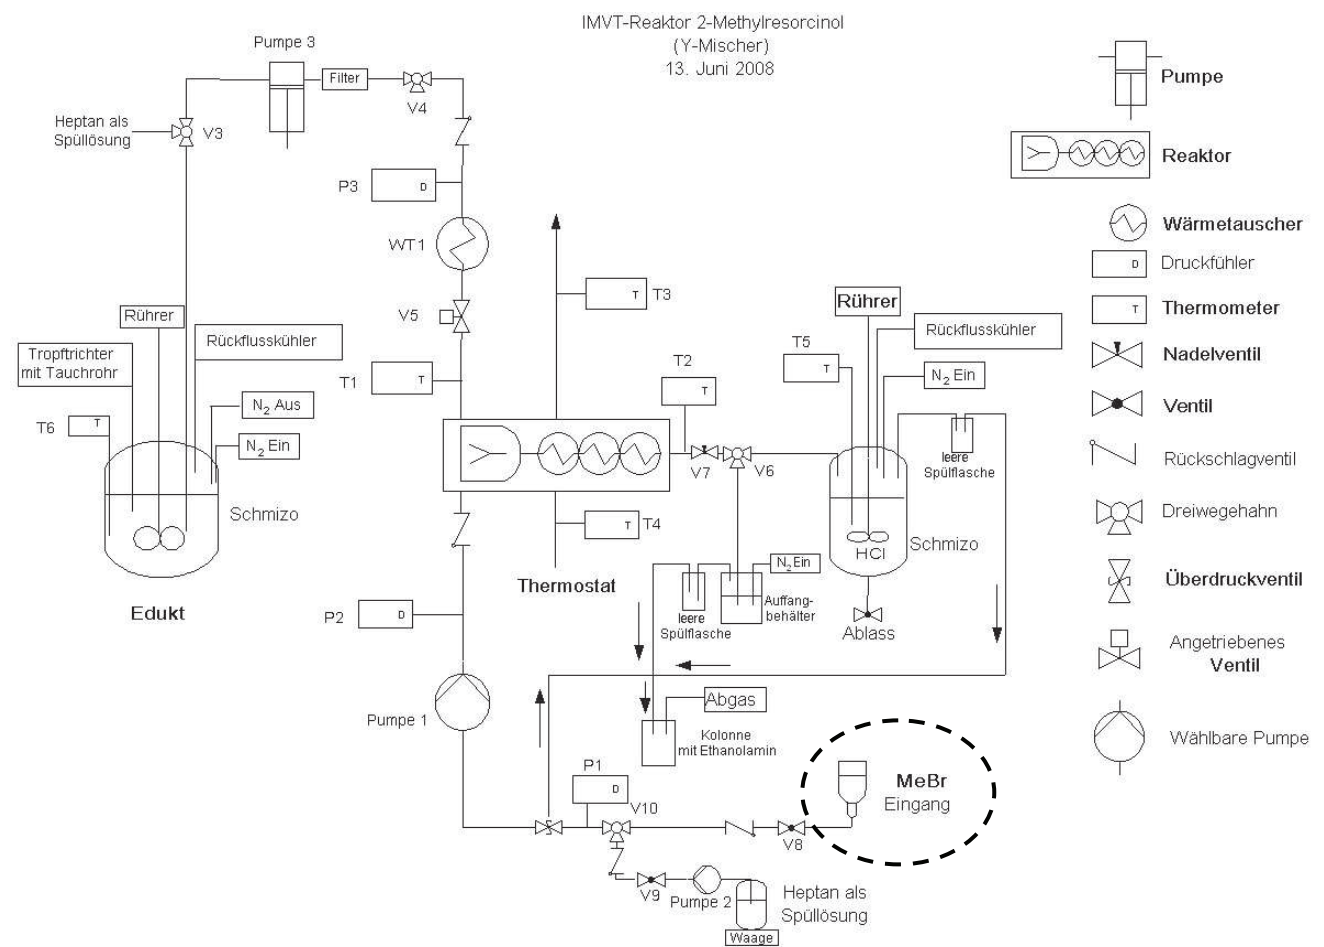 IMVT-Reaktor 2-Methylresorcinol
(Y-Mischer)
13. Juni 2008
Pumpe 3
Filter
V4
Heptan als
Spüllösung
V3
P3
D
WT1
V5
T1
T
T3
T
Rührer
Rückflusskühler
Tropftrichter
mit Tauchrohr
N2 Aus
N2 Ein
T6
T
Schmizo
Edukt
T2
T
V7
V6
T4
T
Thermostat
T5
T
Rührer
Rückflusskühler
N2 Ein
leere
Spülflasche
HCl
Schmizo
Ablass
N2Ein
Auffang-
behälter
leere
Spülflasche
P2
D
Pumpe 1
Abgas
Kolonne
mit Ethanolamin
P1
D
V10
MeBr
Eingang
V8
V9
Pumpe 2
Heptan als
Spüllösung
Waage
Pumpe
Reaktor
Wärmetauscher
D
Druckfühler
T
Thermometer
Nadelventil
Ventil
Rückschlagventil
Dreiwegehahn
Überdruckventil
Angetriebenes
Ventil
Wählbare Pumpe